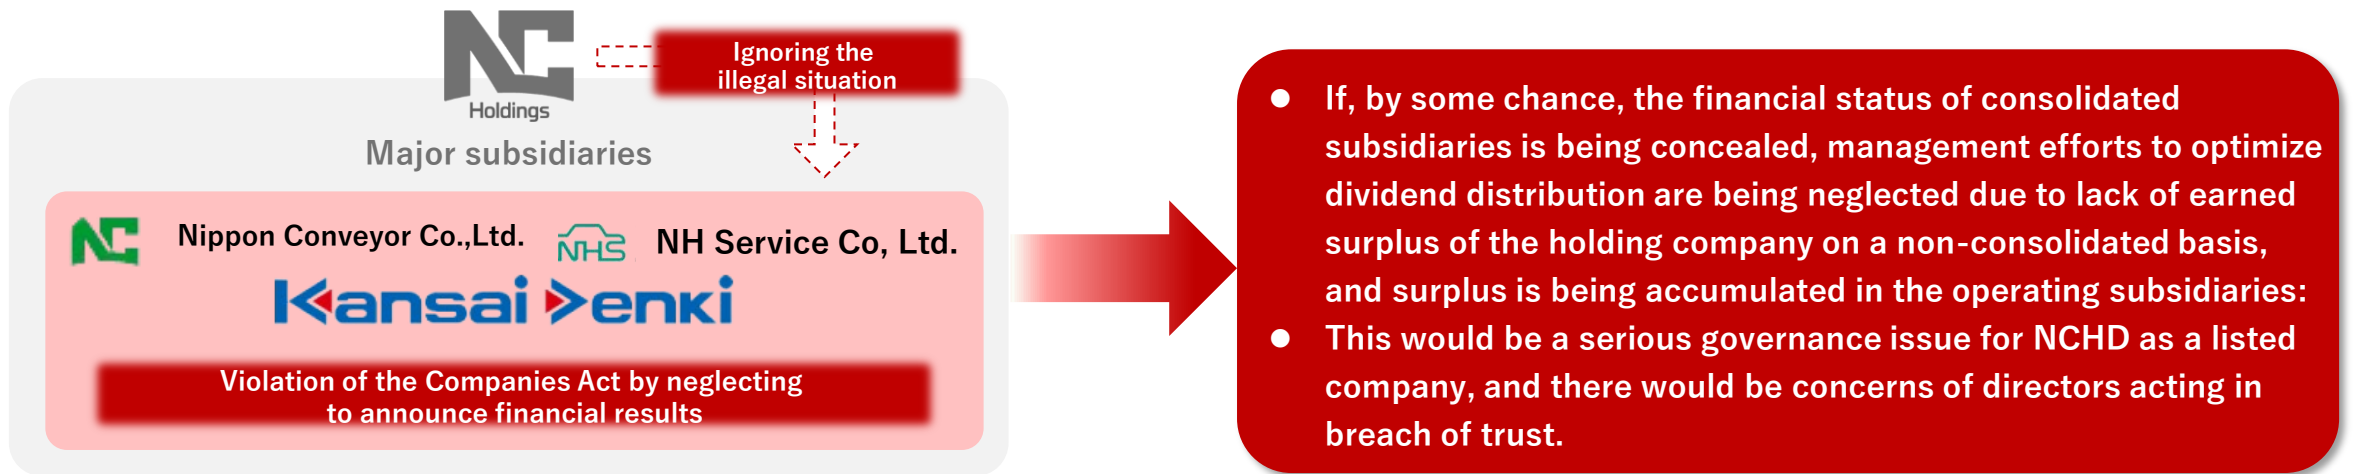 NC
Holdings
Ignoring the
illegal situation
Major subsidiaries
NC
Nippon Conveyor Co.,Ltd.
NHS
NH Service Co, Ltd.
Kansai Denki
Violation of the Companies Act by neglecting
to announce financial results
● If, by some chance, the financial status of consolidated
subsidiaries is being concealed, management efforts to optimize
dividend distribution are being neglected due to lack of earned
surplus of the holding company on a non-consolidated basis,
and surplus is being accumulated in the operating subsidiaries:
● This would be a serious governance issue for NCHD as a listed
company, and there would be concerns of directors acting in
breach of trust.